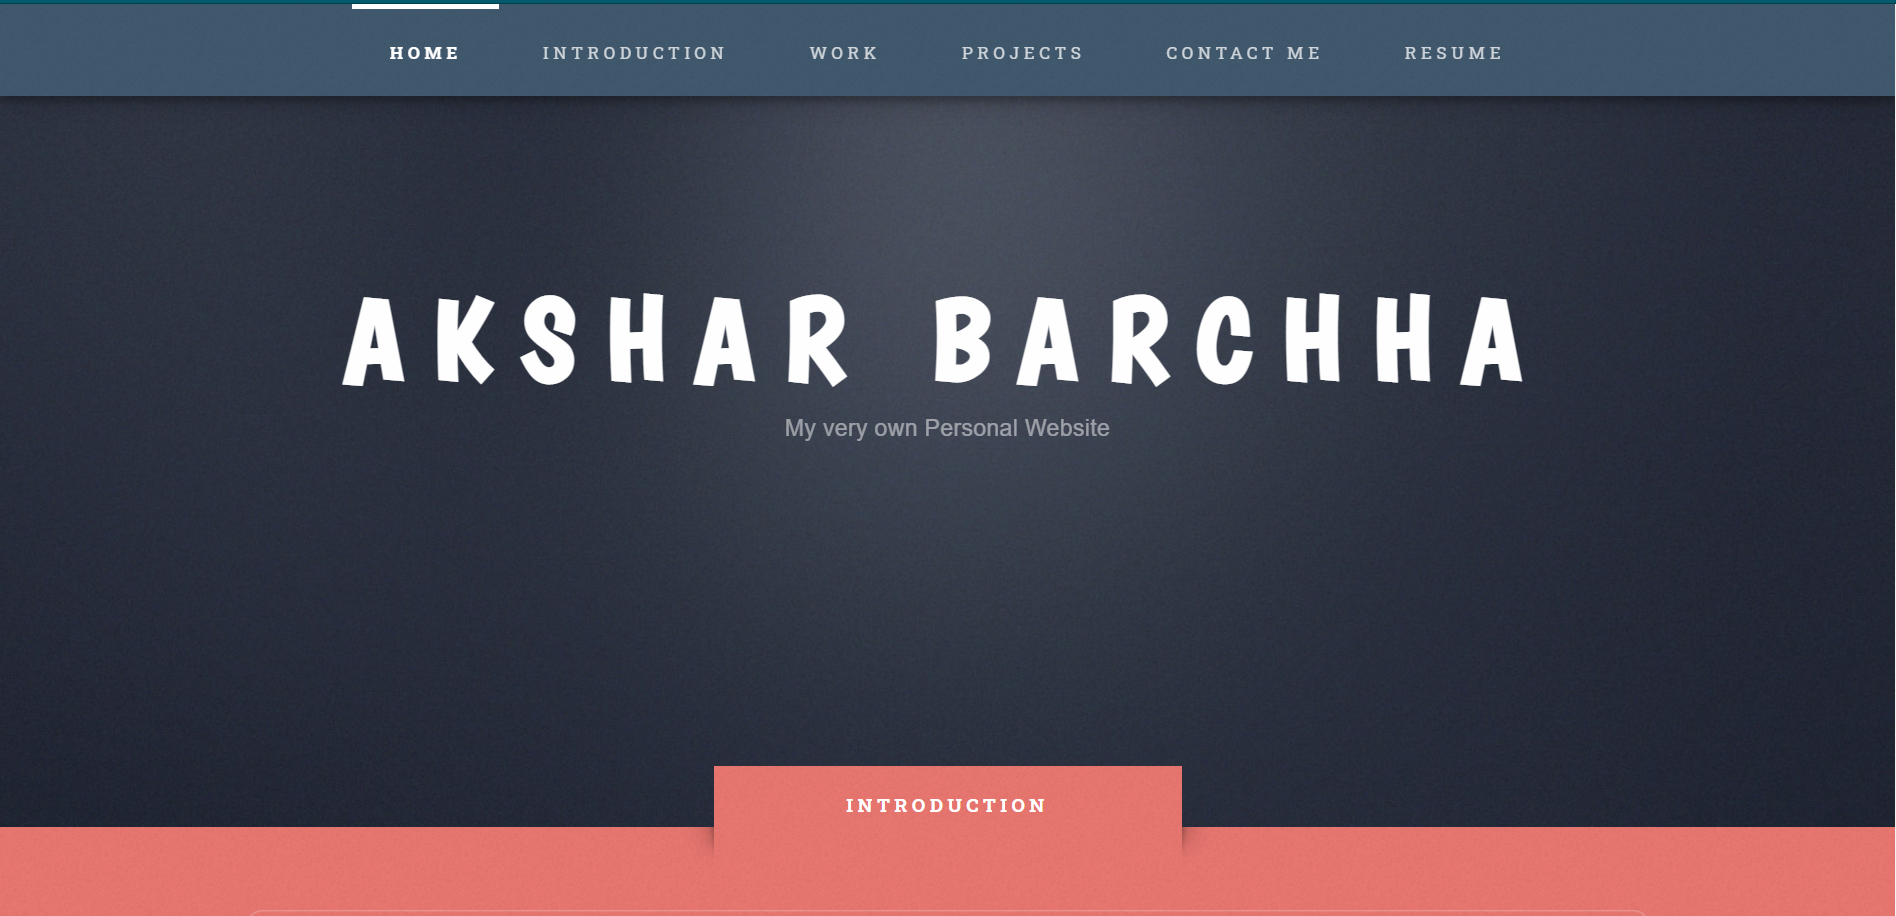 HOME INTRODUCTION WORK PROJECTS CONTACT ME RESUME
AKSHAR BARCHHA
My very own Personal Website
INTRODUCTION